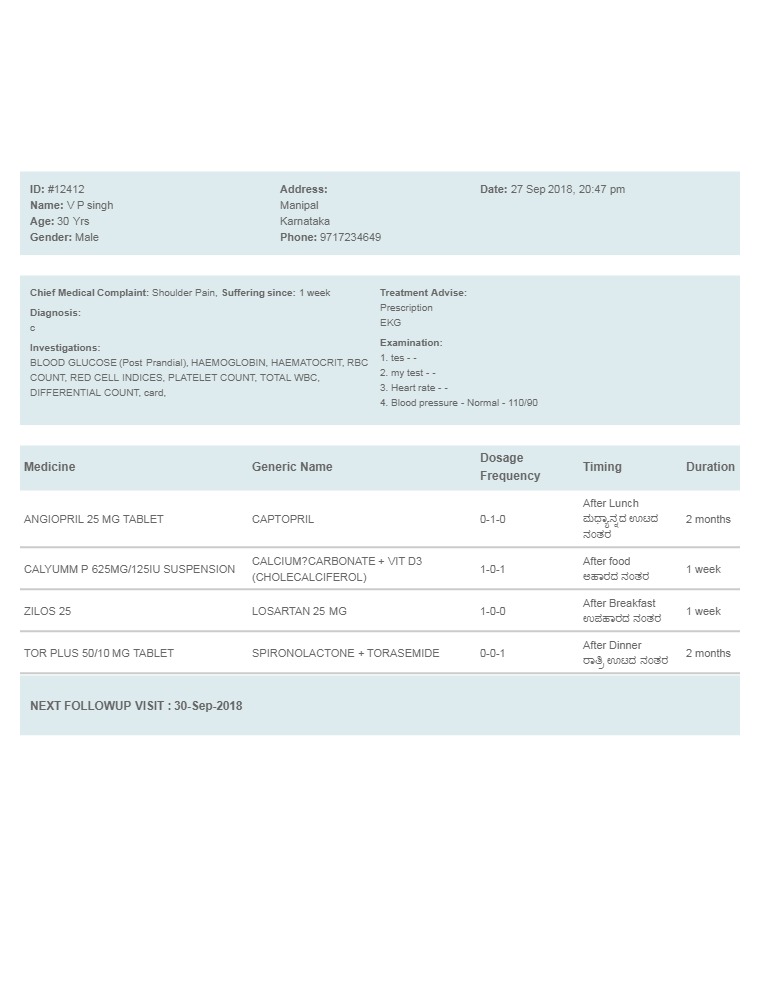 ID: #12412
Name: V P singh
Age: 30 Yrs
Gender: Male
Address:
Manipal
Karnataka
Phone: 9717234649
Date: 27 Sep 2018, 20:47 pm
Chief Medical Complaint: Shoulder Pain, Suffering since: 1 week
Diagnosis:
c
Investigations:
BLOOD GLUCOSE (Post Prandial), HAEMOGLOBIN, HAEMATOCRIT, RBC
COUNT, RED CELL INDICES, PLATELET COUNT, TOTAL WBC,
DIFFERENTIAL COUNT, card,
Treatment Advise:
Prescription
EKG
Examination:
1. tes - -
2. my test - -
3. Heart rate - -
4. Blood pressure - Normal - 110/90
Medicine Generic Name Dosage Frequency Timing Duration
ANGIOPRIL 25 MG TABLET CAPTOPRIL 0-1-0 After Lunch 2 months
ಮಧ್ಯಾನ್ನದ ಊಟದ
ನಂತರ
CALYUMM P 625MG/125IU SUSPENSION CALCIUM?CARBONATE + VIT D3 1-0-1 After food 1 week
(CHOLECALCIFEROL) ಆಹಾರದ ನಂತರ
ZILOS 25 LOSARTAN 25 MG 1-0-0 After Breakfast 1 week
ಉಪಹಾರದ ನಂತರ
TOR PLUS 50/10 MG TABLET SPIRONOLACTONE + TORASEMIDE 0-0-1 After Dinner 2 months
ರಾತ್ರಿ ಊಟದ ನಂತರ
NEXT FOLLOWUP VISIT : 30-Sep-2018